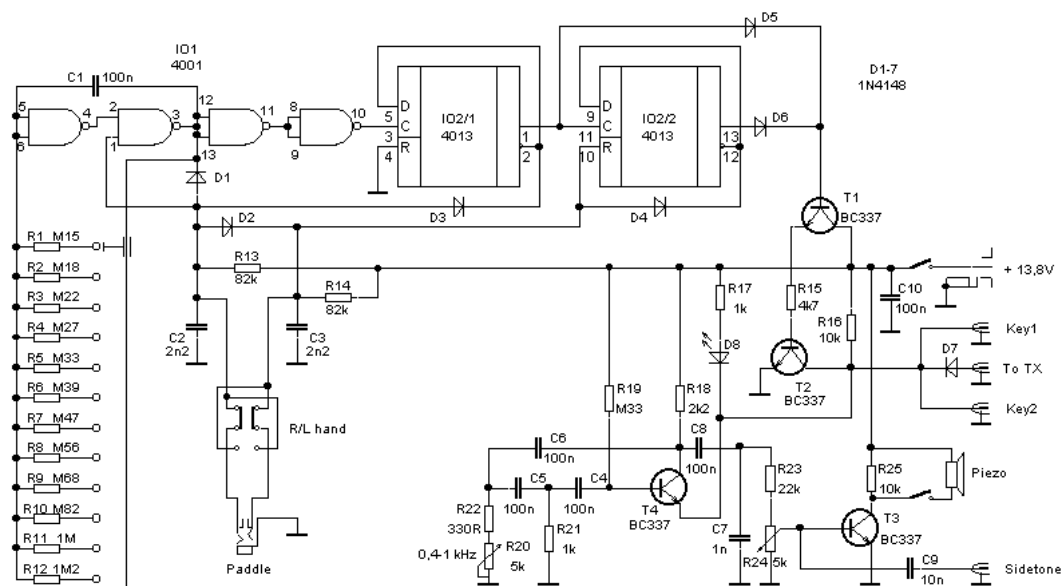 D5
IO1
4001
C1 100n
D1-7
1N4148
5
6
4
2
1
3
12
13
11
8
9
10
D
5 C
3
4 R
IO2/1
4013
1
2
D
9 C
11
10 R
IO2/2
4013
13
12
D6
D1
D3
D4
D2
T1
BC337
R1 M15
R2 M18
R3 M22
R4 M27
R5 M33
R6 M39
R7 M47
R8 M56
R9 M68
R10 M82
R11 1M
R12 1M2
R13
82k
R14
82k
C2
2n2
C3
2n2
R/L hand
Paddle
R17
1k
D8
R15
4k7
R16
10k
C10
100n
+ 13,8V
Key1
D7
To TX
Key2
T2
BC337
R19
M33
R18
2k2
C6
100n
C8
100n
C5
100n
C4
100n
R22
330R
0,4-1 kHz
R20
5k
R21
1k
T4
BC337
C7
1n
R23
22k
R24 5k
R25
10k
Piezo
T3
BC337
C9
10n
Sidetone